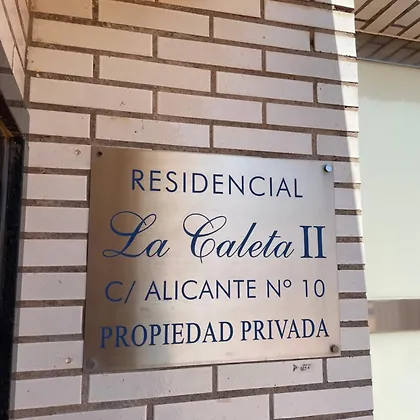 RESIDENCIAL
La Caleta II
C/ ALICANTE Nº 10
PROPIEDAD PRIVADA